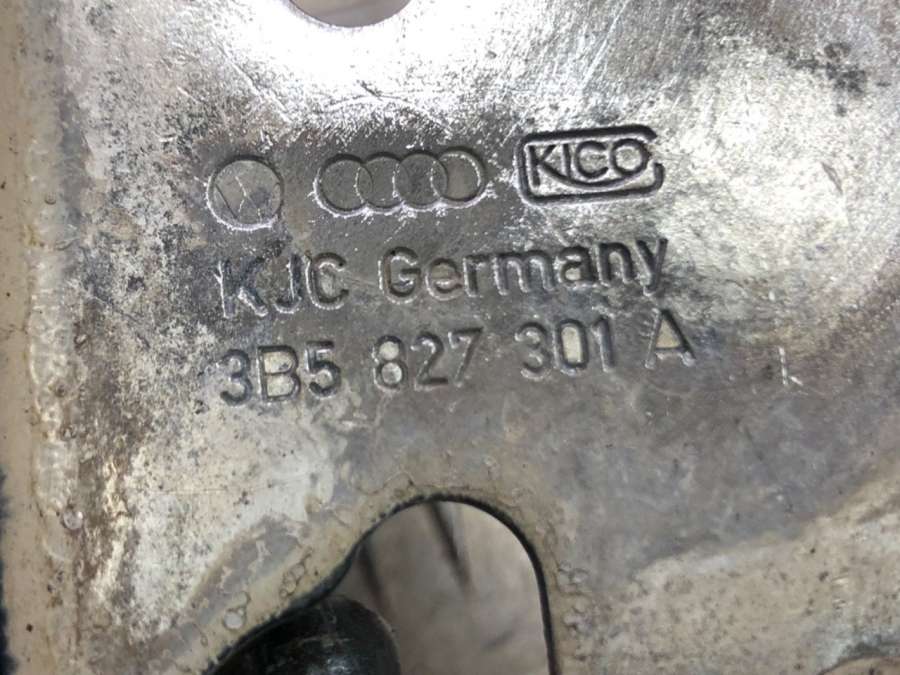 KICO
KJC Germany
3B5 827 301 A